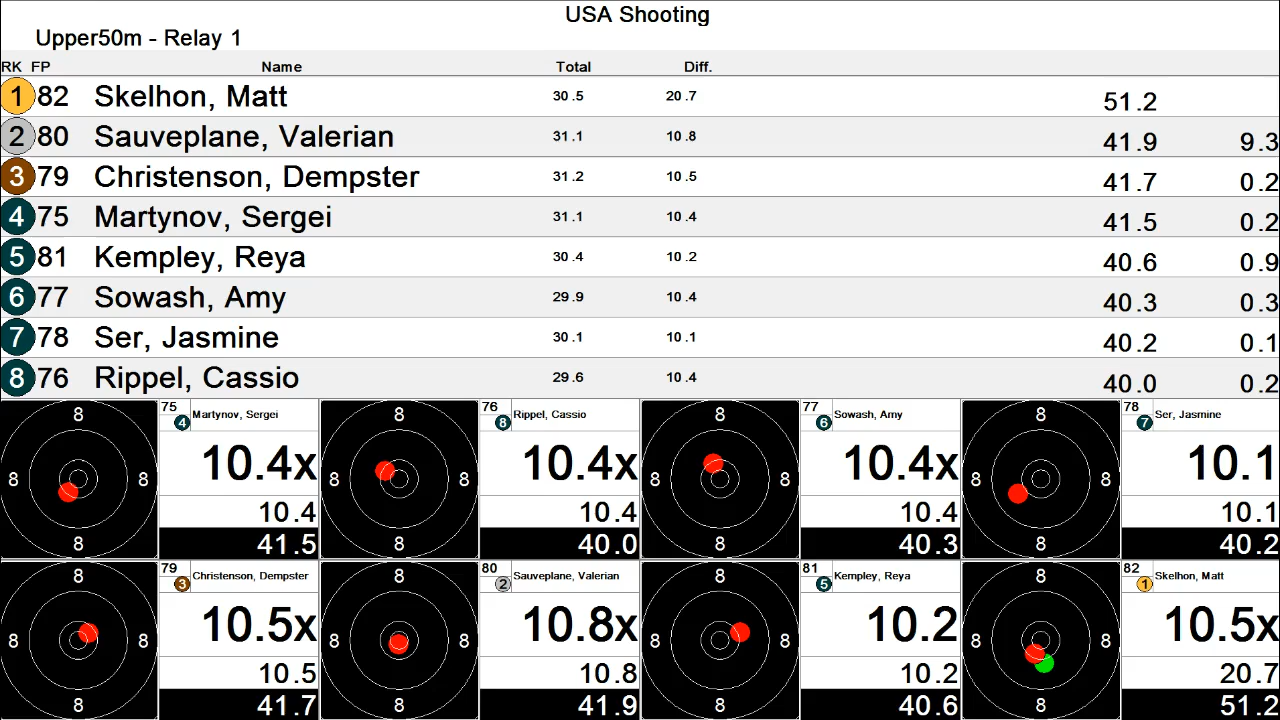 USA Shooting
Upper50m - Relay 1
RK FP Name Total Diff.
1 82 Skelhon, Matt 30.5 20.7 51.2
2 80 Sauveplane, Valerian 31.1 10.8 41.9 9.3
3 79 Christenson, Dempster 31.2 10.5 41.7 0.2
4 75 Martynov, Sergei 31.1 10.4 41.5 0.2
5 81 Kempley, Reya 30.4 10.2 40.6 0.9
6 77 Sowash, Amy 29.9 10.4 40.3 0.3
7 78 Ser, Jasmine 30.1 10.1 40.2 0.1
8 76 Rippel, Cassio 29.6 10.4 40.0 0.2
8 8 8 8
75 4 Martynov, Sergei
10.4x
10.4
41.5
8 8 8 8
76 8 Rippel, Cassio
10.4x
10.4
40.0
8 8 8 8
77 6 Sowash, Amy
10.4x
10.4
40.3
8 8 8 8
78 7 Ser, Jasmine
10.1
10.1
40.2
8 8 8 8
79 3 Christenson, Dempster
10.5x
10.5
41.7
8 8 8 8
80 2 Sauveplane, Valerian
10.8x
10.8
41.9
8 8 8 8
81 5 Kempley, Reya
10.2
10.2
40.6
8 8 8 8
82 1 Skelhon, Matt
10.5x
20.7
51.2